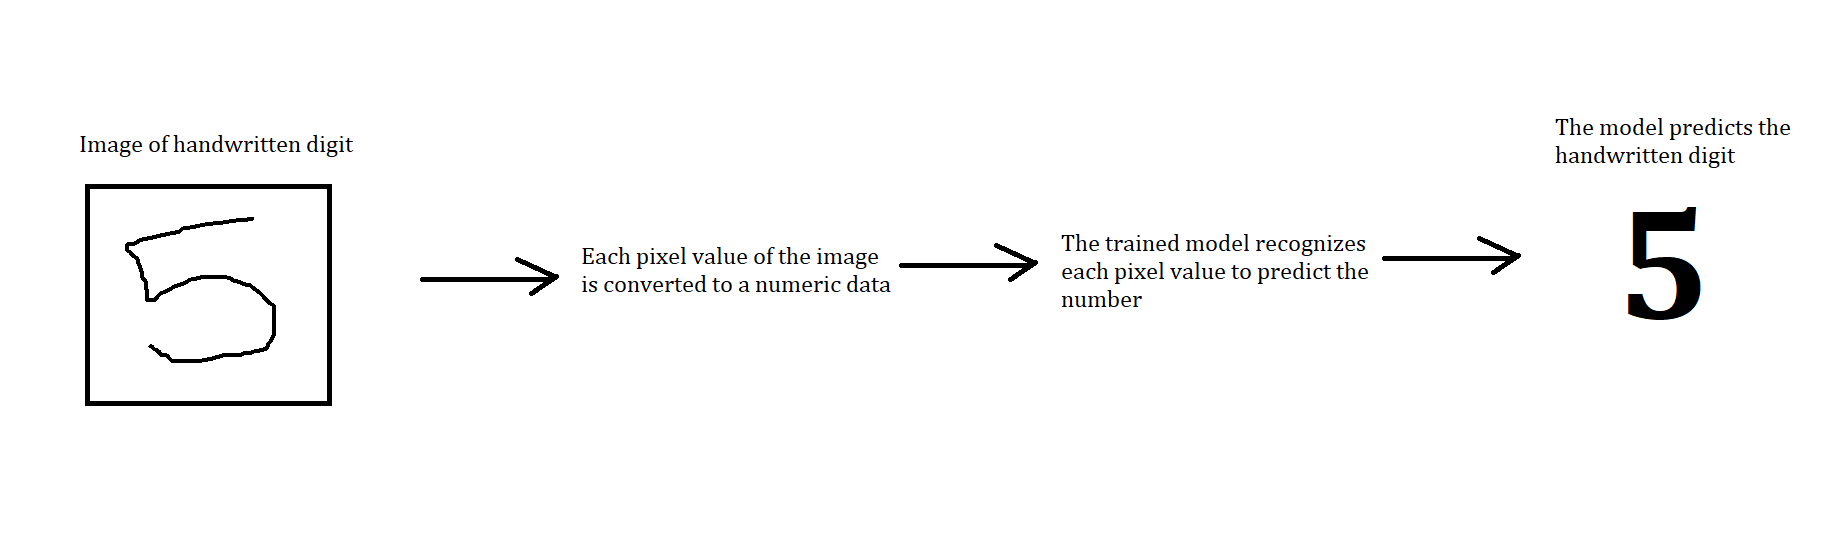 Image of handwritten digit
5
Each pixel value of the image
is converted to a numeric data
The trained model recognizes
each pixel value to predict the
number
The model predicts the
handwritten digit
5